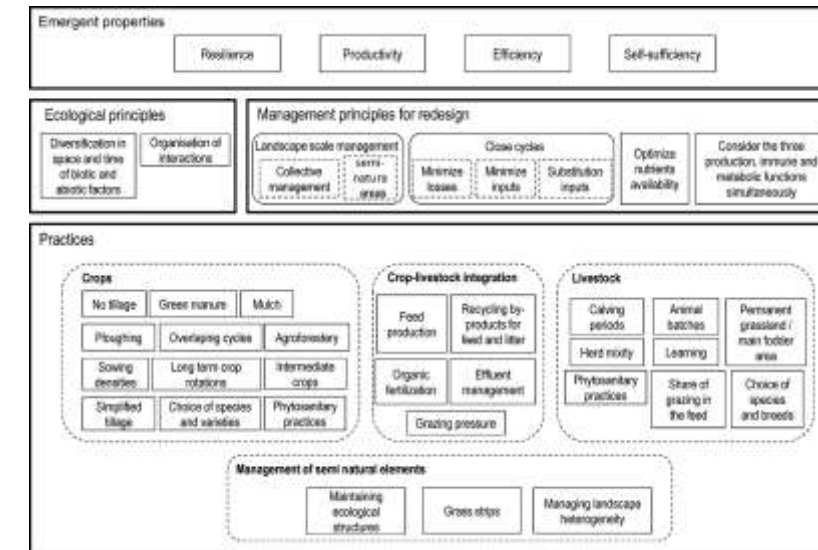 Emergent properties
Resilience
Productivity
Efficiency
Self-sufficiency
Ecological principles
Diversification in
space and time
of biotic and
abiotic factors
Organisation of
interactions
Management principles for redesign
Landscape scale management
Collective
management
semi-
nature
areas
Close cycles
Minimize
losses
Minimize
inputs
Substitution
inputs
Optimize
nutrients
availability
Consider the three
production, immune and
metabolic functions
simultaneously
Practices
Crops
No tillage
Green manure
Mulch
Ploughing
Overlaping cycles
Agroforestery
Sowing
densities
Long term crop
rotations
Intermediate
crops
Simplified
tillage
Choice of species
and varieties
Phytosanitary
practices
Crop-livestock integration
Feed
production
Recycling by-
products for
feed and litter
Organic
fertilization
Effluent
management
Grazing pressure
Livestock
Calving
periods
Animal
batches
Permanent
grassland /
main fodder
area
Herd mixity
Learning
Phytosenitary
practices
Share of
grazing in
the feed
Choice of
species
and breeds
Management of semi natural elements
Maintaining
ecological
structures
Grass strips
Managing landscape
heterogeneity